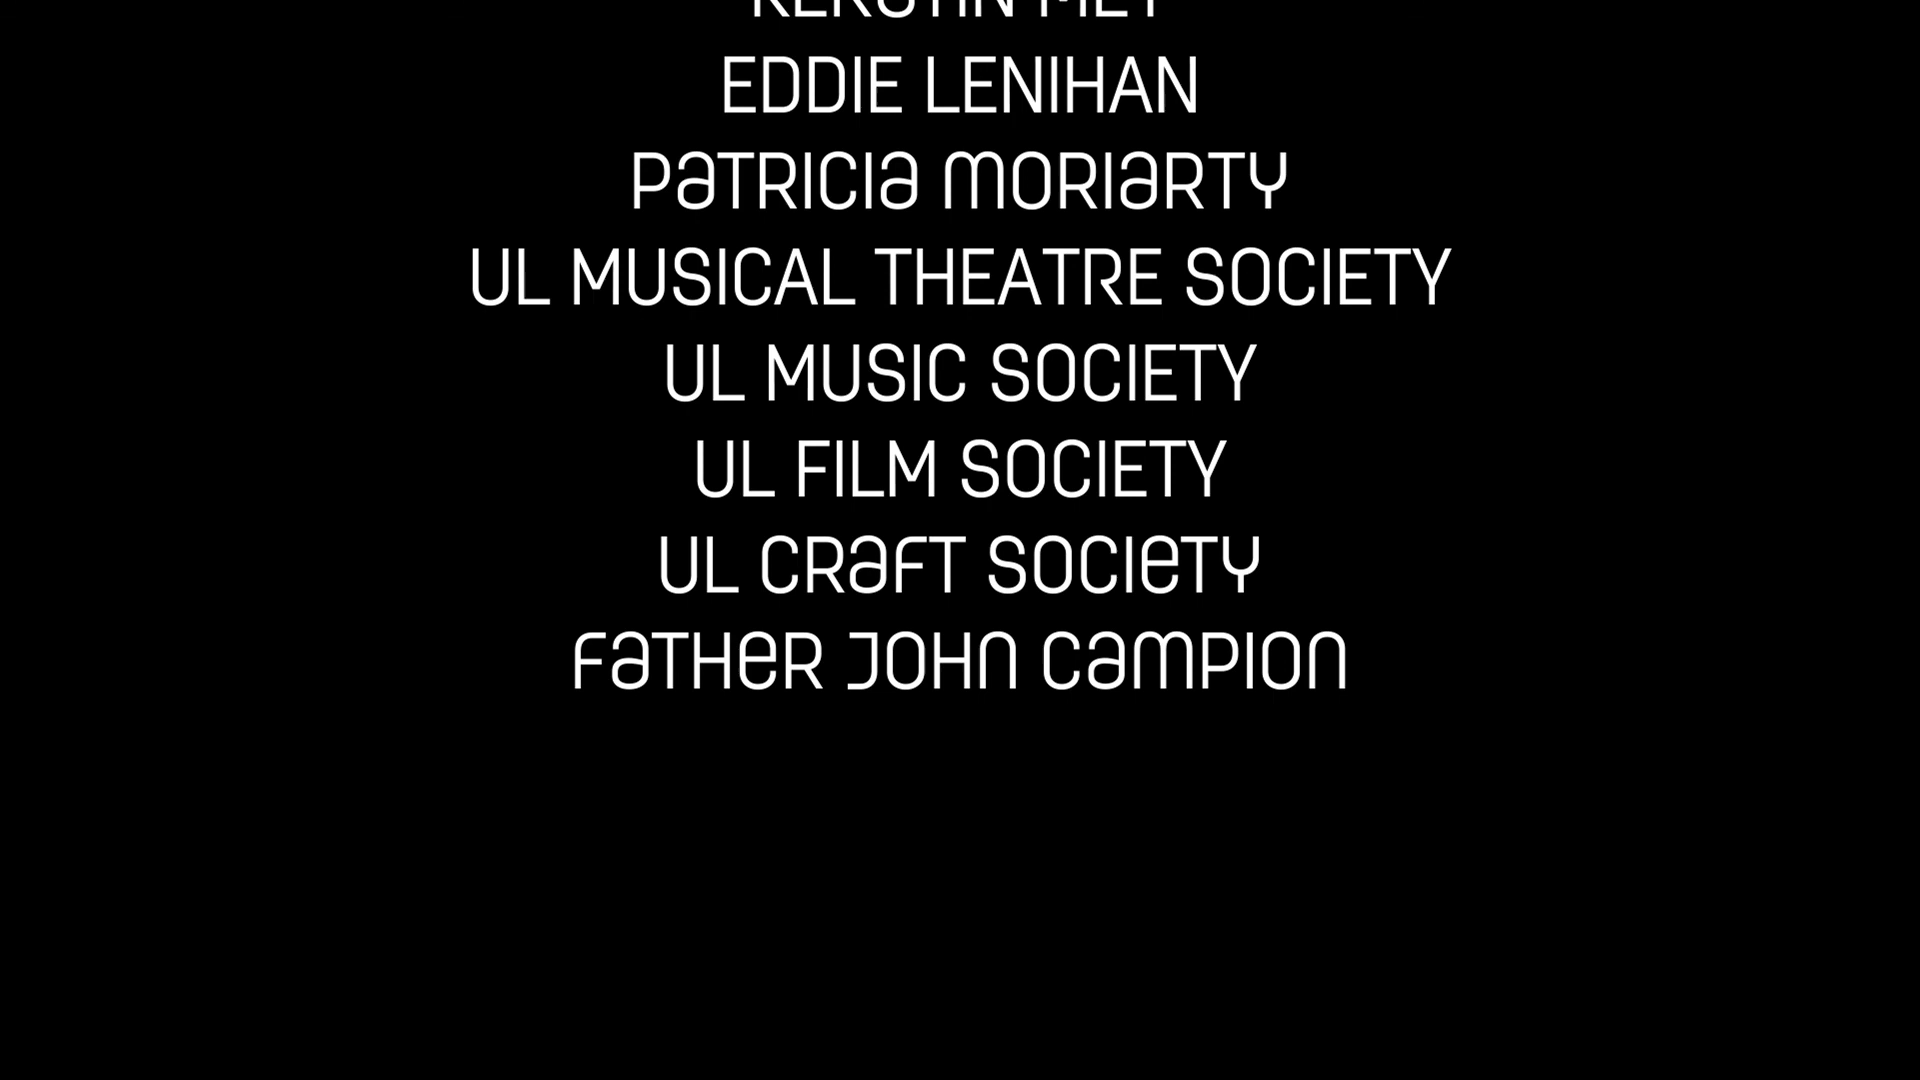 EDDIE LENIHAN
PaTRICIa MORIaRTY
UL MUSICAL THEATRE SOCIETY
UL MUSIC SOCIETY
UL FILM SOCIETY
UL CRaFT SOCIeTY
FaTHeR JOHN CaMPION